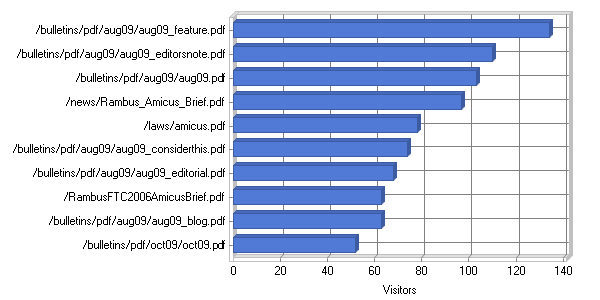 /bulletins/pdf/aug09/aug09_feature.pdf
/bulletins/pdf/aug09/aug09_editorsnote.pdf
/bulletins/pdf/aug09/aug09.pdf
/news/Rambus_Amicus_Brief.pdf
/laws/amicus.pdf
/bulletins/pdf/aug09/aug09_considerthis.pdf
/bulletins/pdf/aug09/aug09_editorial.pdf
/RambusFTC2006AmicusBrief.pdf
/bulletins/pdf/aug09/aug09_blog.pdf
/bulletins/pdf/oct09/oct09.pdf
0 20 40 60 80 100 120 140
Visitors